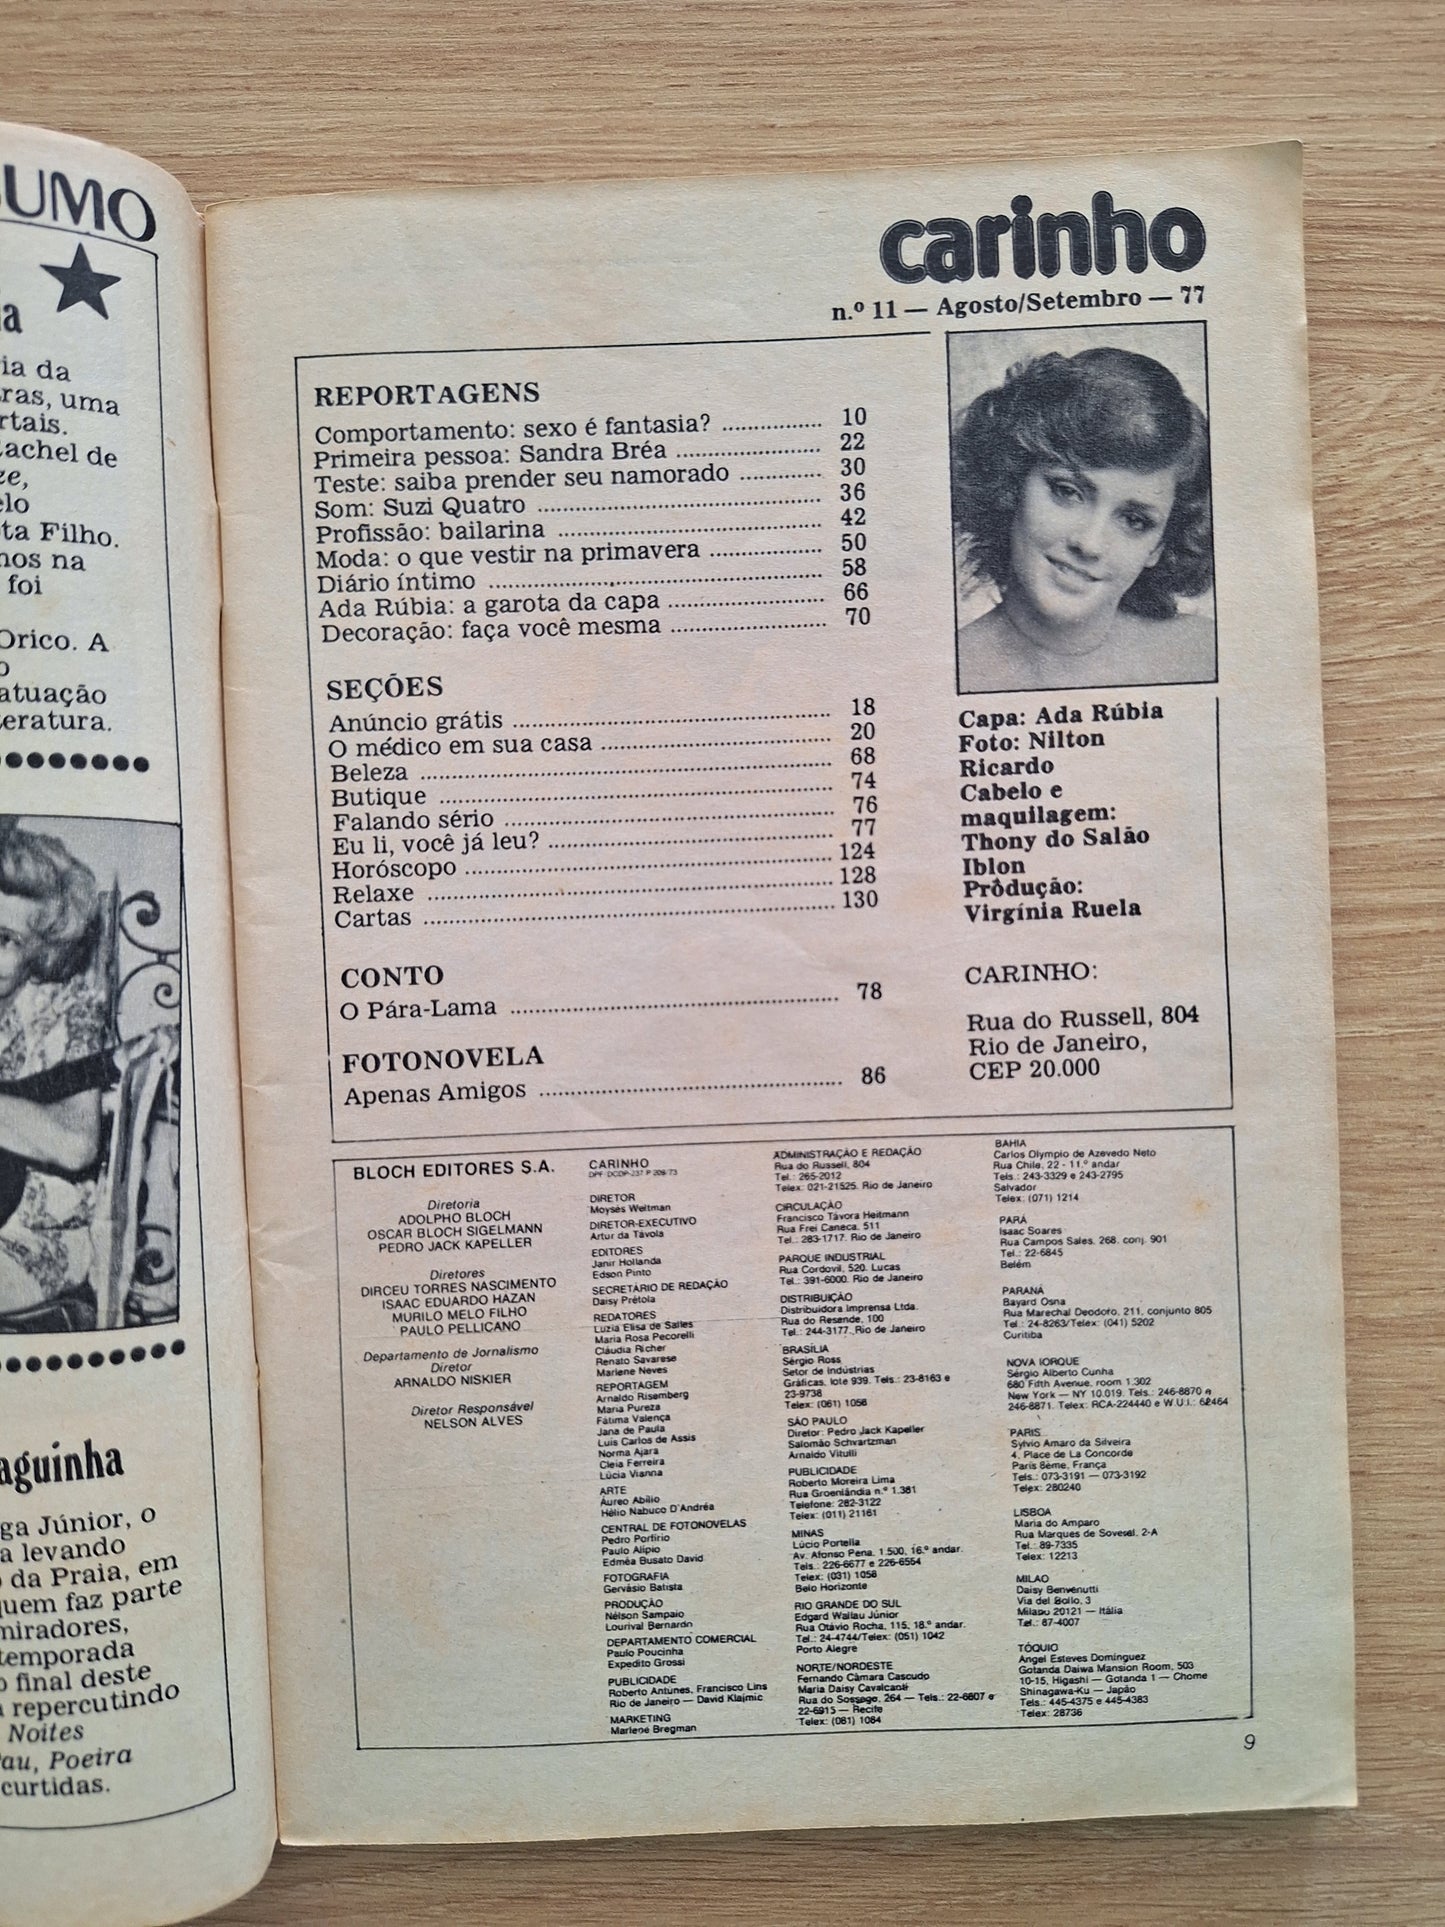 SUMO
ia da
ras, uma
rtais.
achel de
ze,
elo
ta Filho.
nos na
foi
Orico. A
o
atuação
teratura.
aguinha
ga Júnior, o
a levando
o da Praia, em
quem faz parte
miradores,
temporada
o final deste
a repercutindo
Noites
Pau, Poeira
curtidas.
carinho
n.º 11 — Agosto/Setembro — 77
REPORTAGENS
Comportamento: sexo é fantasia? 10
Primeira pessoa: Sandra Bréa 22
Teste: saiba prender seu namorado 30
Som: Suzi Quatro 36
Profissão: bailarina 42
Moda: o que vestir na primavera 50
Diário íntimo 58
Ada Rúbia: a garota da capa 66
Decoração: faça você mesma 70
SEÇÕES
Anúncio grátis 18
O médico em sua casa 20
Beleza 68
Butique 74
Falando sério 76
Eu li, você já leu? 77
Horóscopo 124
Relaxe 128
Cartas 130
CONTO
O Pára-Lama 78
FOTONOVELA
Apenas Amigos 86
Capa: Ada Rúbia
Foto: Nilton
Ricardo
Cabelo e
maquilagem:
Thony do Salão
Iblon
Produção:
Virgínia Ruela
CARINHO:
Rua do Russell, 804
Rio de Janeiro,
CEP 20.000
BLOCH EDITORES S.A.
Diretoria
ADOLPHO BLOCH
OSCAR BLOCH SIGELMANN
PEDRO JACK KAPELLER
Diretores
DIRCEU TORRES NASCIMENTO
ISAAC EDUARDO HAZAN
MURILO MELO FILHO
PAULO PELLICANO
Departamento de Jornalismo
Diretor
ARNALDO NISKIER
Diretor Responsável
NELSON ALVES
CARINHO
DPF: DCDP-237 P 209/73
DIRETOR
Moysés Weltman
DIRETOR-EXECUTIVO
Artur da Távola
EDITORES
Janir Hollanda
Edson Pinto
SECRETÁRIO DE REDAÇÃO
Daisy Prétola
REDATORES
Luzia Elisa de Salles
Maria Rosa Pecorelli
Cláudia Richer
Renato Savarese
Marlene Neves
REPORTAGEM
Arnaldo Risemberg
Maria Pureza
Fátima Valença
Jana de Paula
Luis Carlos de Assis
Norma Ajara
Cleia Ferreira
Lúcia Vianna
ARTE
Áureo Abílio
Hélio Nabuco D'Andréa
CENTRAL DE FOTONOVELAS
Pedro Porfírio
Paulo Alípio
Edméa Busato David
FOTOGRAFIA
Gervásio Batista
PRODUÇÃO
Nélson Sampaio
Lourival Bernardn
DEPARTAMENTO COMERCIAL
Paulo Poucinha
Expedito Grossi
PUBLICIDADE
Roberto Antunes, Francisco Lins
Rio de Janeiro — David Klajmic
MARKETING
Marlene Bregman
ADMINISTRAÇÃO E REDAÇÃO
Rua do Russell, 804
Tel.: 265-2012
Telex: 021-21525. Rio de Janeiro
CIRCULAÇÃO
Francisco Távora Heitmann
Rua Frei Caneca, 511
Tel.: 283-1717. Rio de Janeiro
PARQUE INDUSTRIAL
Rua Cordovil, 520. Lucas
Tel.: 391-6000. Rio de Janeiro
DISTRIBUIÇÃO
Distribuidora Imprensa Ltda.
Rua do Resende, 100
Tel.: 244-3177. Rio de Janeiro
BRASÍLIA
Sérgio Ross
Setor de Indústrias
Gráficas, lote 939. Tels.: 23-8163 e
23-9738
Telex: (061) 1058
SÃO PAULO
Diretor: Pedro Jack Kapeller
Salomão Schvartzman
Arnaldo Vitulli
PUBLICIDADE
Roberto Moreira Lima
Rua Groenlândia n.º 1.381
Telefone: 282-3122
Telex: (011) 21161
MINAS
Lúcio Portella
Av. Afonso Pena, 1.500, 16.º andar.
Tels.: 226-6677 e 226-6554
Telex: (031) 1058
Belo Horizonte
RIO GRANDE DO SUL
Edgard Wallau Júnior
Rua Otávio Rocha, 115, 18.º andar.
Tel.: 24-4744/Telex: (051) 1042
Porto Alegre
NORTE/NORDESTE
Fernando Câmara Cascudo
Maria Daisy Cavalcanti
Rua do Sossego, 264 — Tels.: 22-6807 e
22-6915 — Recife
Telex: (081) 1084
BAHIA
Carlos Olympio de Azevedo Neto
Rua Chile, 22 - 11.º andar
Tels.: 243-3329 e 243-2795
Salvador
Telex: (071) 1214
PARÁ
Isaac Soares
Rua Campos Sales, 268. conj. 901
Tel.: 22-6845
Belém
PARANÁ
Bayard Osna
Rua Marechal Deodoro, 211, conjunto 805
Tel.: 24-8263/Telex: (041) 5202
Curitiba
NOVA IORQUE
Sérgio Alberto Cunha
680 Fifth Avenue, room 1.302
New York — NY 10.019. Tels.: 246-8870 e
246-8871. Telex: RCA-224440 e W.U.I.: 62464
PARIS
Sylvio Amaro da Silveira
4, Place de La Concorde
Paris 8éme, França
Tels.: 073-3191 — 073-3192
Telex: 280240
LISBOA
Maria do Amparo
Rua Marques de Soveral, 2-A
Tel.: 89-7335
Telex: 12213
MILÃO
Daisy Benvenutti
Via del Bollo, 3
Milano 20121 — Itália
Tel.: 87-4007
TÓQUIO
Angel Esteves Domínguez
Gotanda Daiwa Mansion Room, 503
10-15, Higashi — Gotanda 1 — Chome
Shinagawa-Ku — Japão
Tels.: 445-4375 e 445-4383
Telex: 28736
9